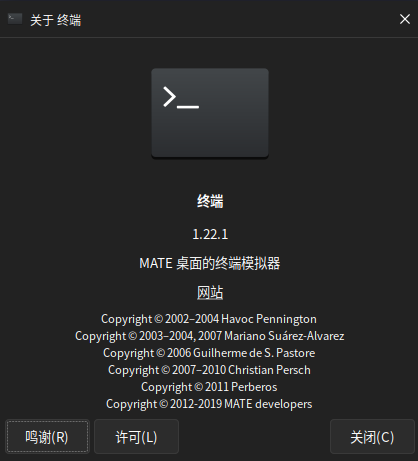 关于 终端
终端
1.22.1
MATE 桌面的终端模拟器
网站
Copyright © 2002–2004 Havoc Pennington
Copyright © 2003–2004, 2007 Mariano Suárez-Alvarez
Copyright © 2006 Guilherme de S. Pastore
Copyright © 2007–2010 Christian Persch
Copyright © 2011 Perberos
Copyright © 2012-2019 MATE developers
鸣谢(R) 许可(L) 关闭(C)